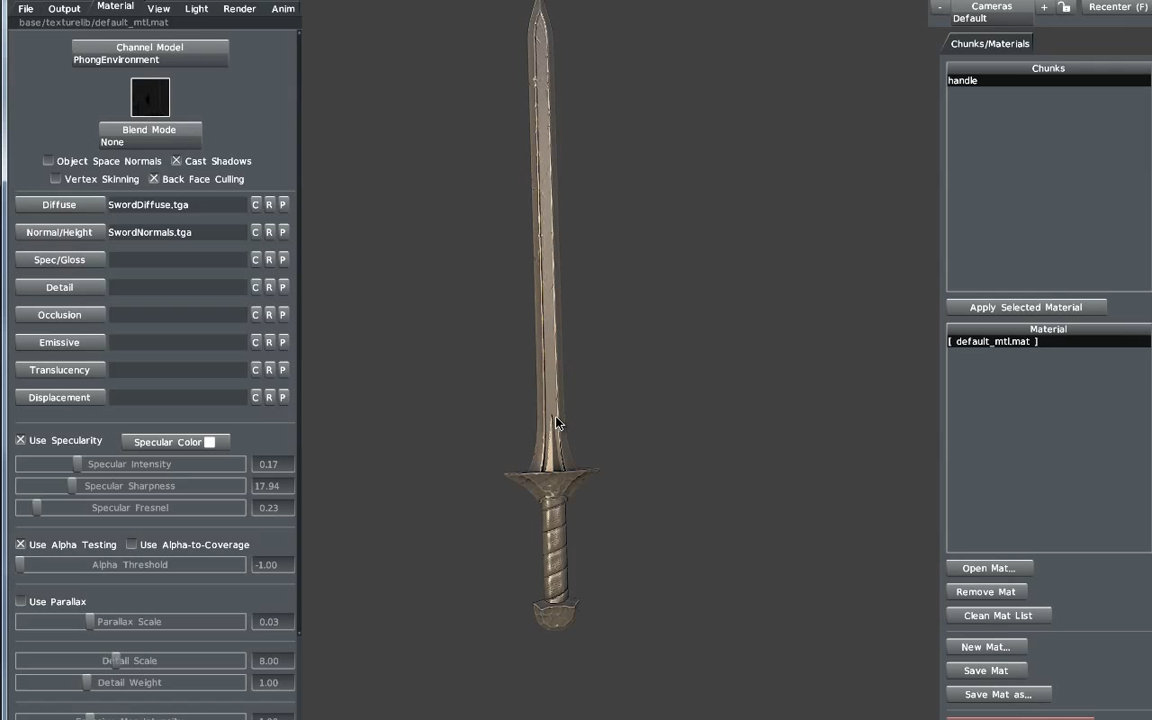 File Output Material View Light Render Anim
base/texturelib/default_mtl.mat
Channel Model
PhongEnvironment
Blend Mode
None
Object Space Normals Cast Shadows
Vertex Skinning Back Face Culling
Diffuse SwordDiffuse.tga C R P
Normal/Height SwordNormals.tga C R P
Spec/Gloss C R P
Detail C R P
Occlusion C R P
Emissive C R P
Translucency C R P
Displacement C R P
Use Specularity Specular Color
Specular Intensity 0.17
Specular Sharpness 17.94
Specular Fresnel 0.23
Use Alpha Testing Use Alpha-to-Coverage
Alpha Threshold -1.00
Use Parallax
Parallax Scale 0.03
Detail Scale 8.00
Detail Weight 1.00
- Cameras + Recenter (F)
Default
Chunks/Materials
Chunks
handle
Apply Selected Material
Material
[ default_mtl.mat ]
Open Mat...
Remove Mat
Clean Mat List
New Mat...
Save Mat
Save Mat as...